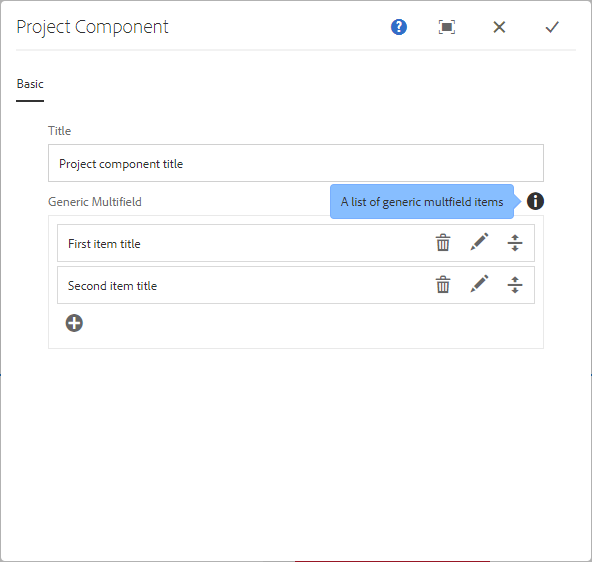 Project Component
Basic
Title
Project component title
Generic Multifield
A list of generic multfield items
First item title
Second item title